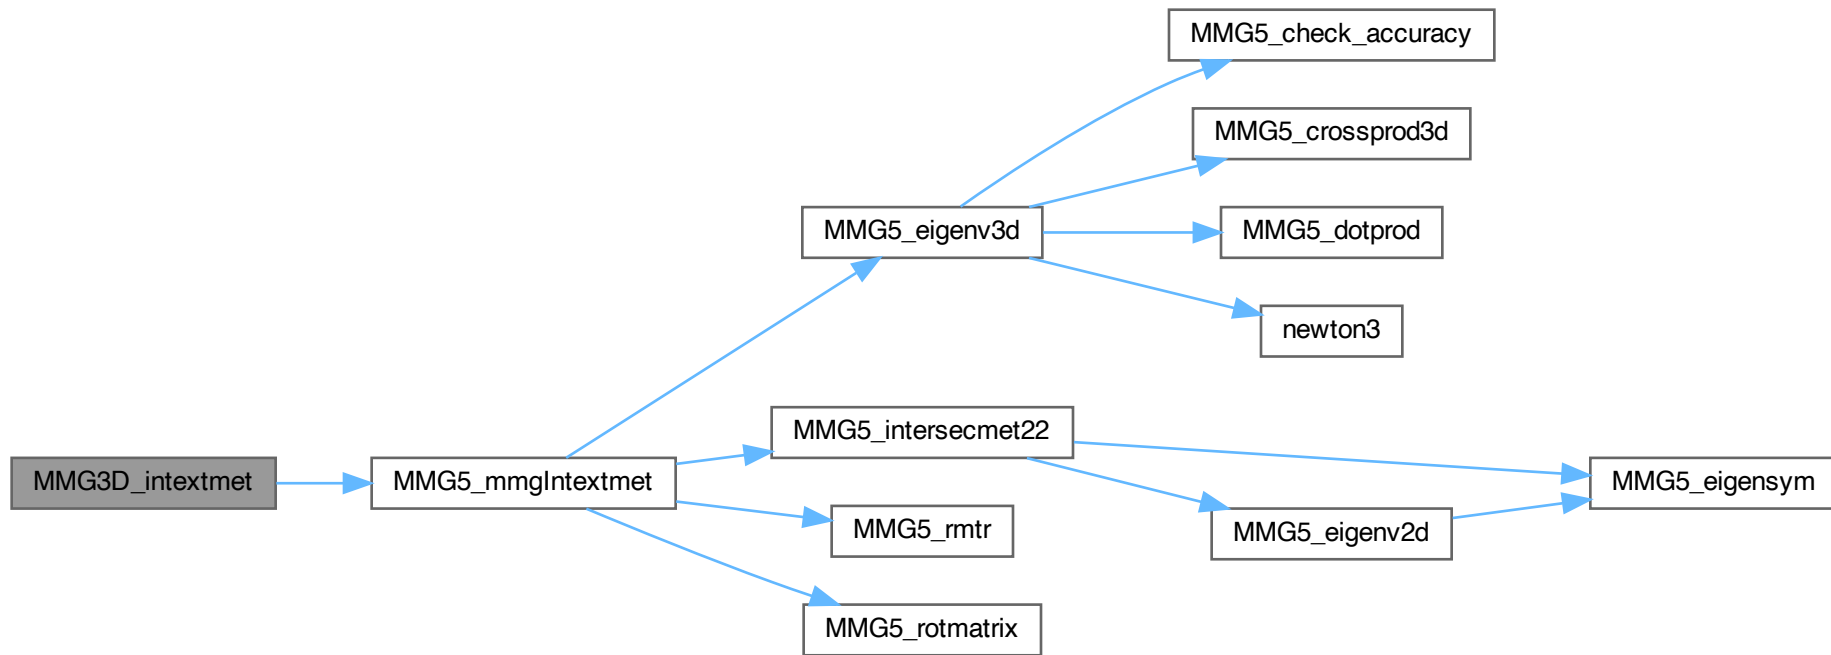 MMG5_check_accuracy
MMG5_crossprod3d
MMG5_eigenv3d
MMG5_dotprod
newton3
MMG5_intersecmet22
MMG3D_intextmet
MMG5_mmgIntextmet
MMG5_eigensym
MMG5_rmtr
MMG5_eigenv2d
MMG5_rotmatrix